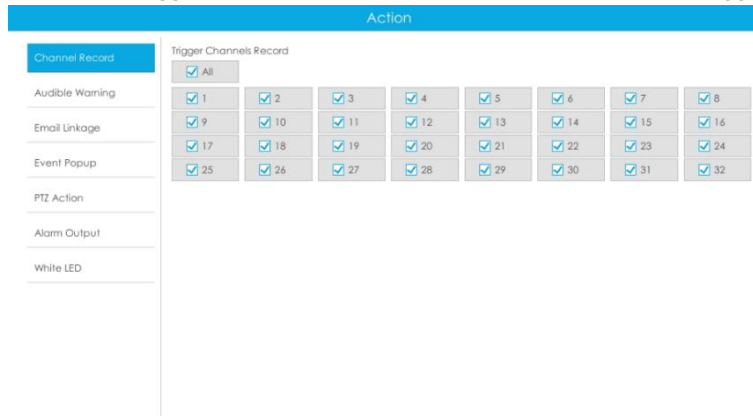 Action
Channel Record
Audible Warning
Email Linkage
Event Popup
PTZ Action
Alarm Output
White LED
Trigger Channels Record
All
1 2 3 4 5 6 7 8
9 10 11 12 13 14 15 16
17 18 19 20 21 22 23 24
25 26 27 28 29 30 31 32